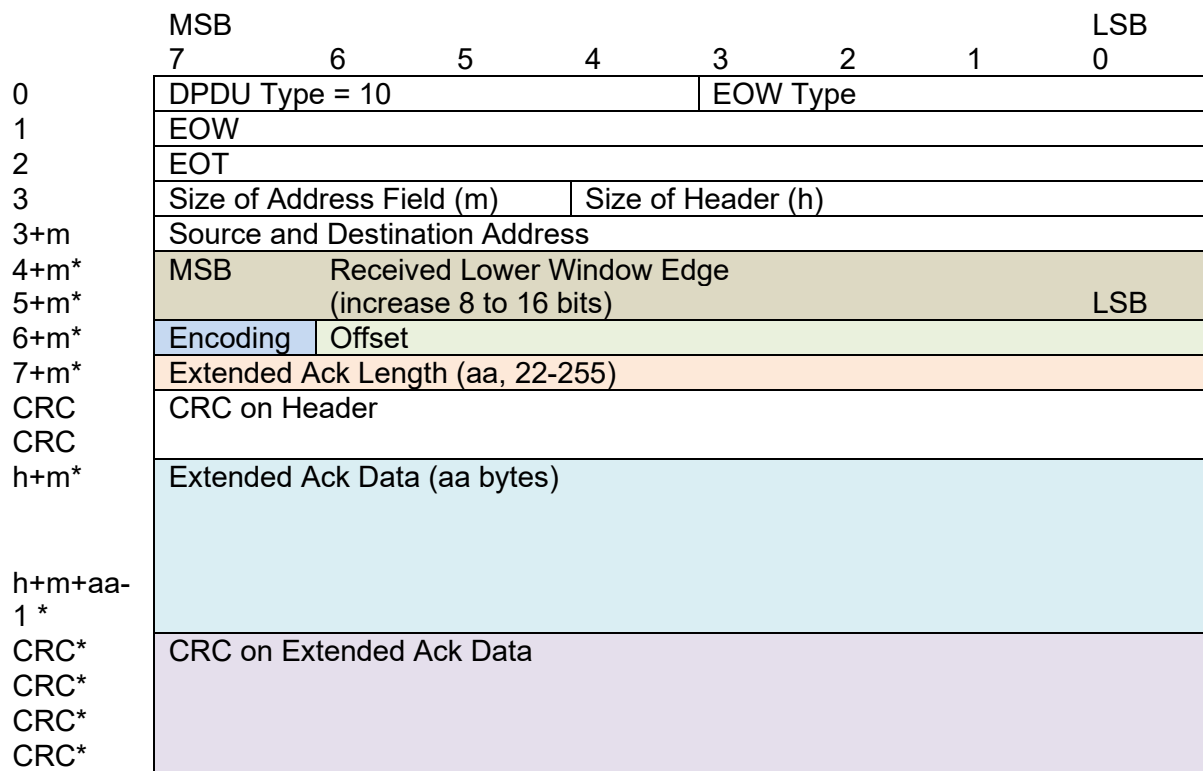 MSB LSB
7 6 5 4 3 2 1 0
0 DPDU Type = 10 EOW Type
1 EOW
2 EOT
3 Size of Address Field (m) Size of Header (h)
3+m Source and Destination Address
4+m* MSB Received Lower Window Edge
5+m* (increase 8 to 16 bits) LSB
6+m* Encoding Offset
7+m* Extended Ack Length (aa, 22-255)
CRC CRC on Header
CRC
h+m* Extended Ack Data (aa bytes)
h+m+aa-
1 *
CRC* CRC on Extended Ack Data
CRC*
CRC*
CRC*